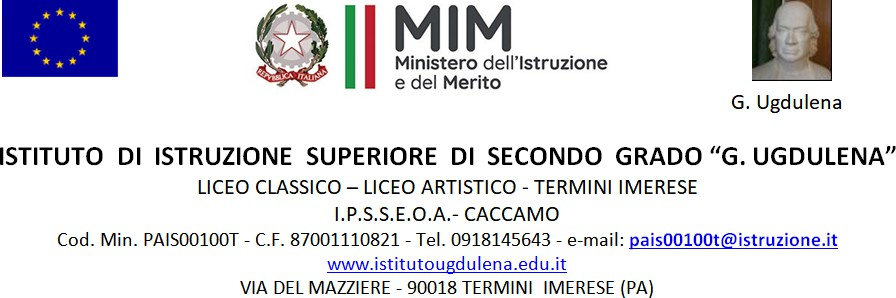 MIM
Ministero dell'Istruzione
e del Merito
REPVBBLICA ITALIANA
G. Ugdulena
ISTITUTO DI ISTRUZIONE SUPERIORE DI SECONDO GRADO “G. UGDULENA”
LICEO CLASSICO – LICEO ARTISTICO - TERMINI IMERESE
I.P.S.S.E.O.A.- CACCAMO
Cod. Min. PAIS00100T - C.F. 87001110821 - Tel. 0918145643 - e-mail: pais00100t@istruzione.it
www.istitutougdulena.edu.it
VIA DEL MAZZIERE - 90018 TERMINI IMERESE (PA)